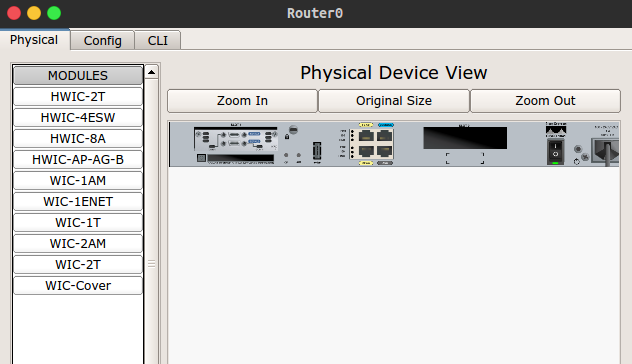 Router0
Physical
Config
CLI
MODULES
HWIC-2T
HWIC-4ESW
HWIC-8A
HWIC-AP-AG-B
WIC-1AM
WIC-1ENET
WIC-1T
WIC-2AM
WIC-2T
WIC-Cover
Physical Device View
Zoom In
Original Size
Zoom Out